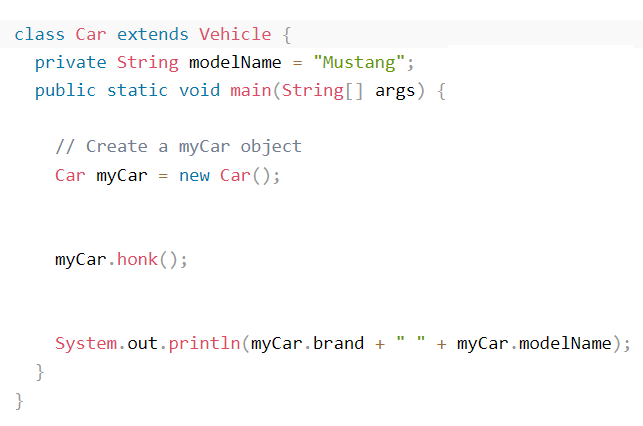 class Car extends Vehicle {
  private String modelName = "Mustang";
  public static void main(String[] args) {
    // Create a myCar object
    Car myCar = new Car();
    myCar.honk();
    System.out.println(myCar.brand + " " + myCar.modelName);
  }
}